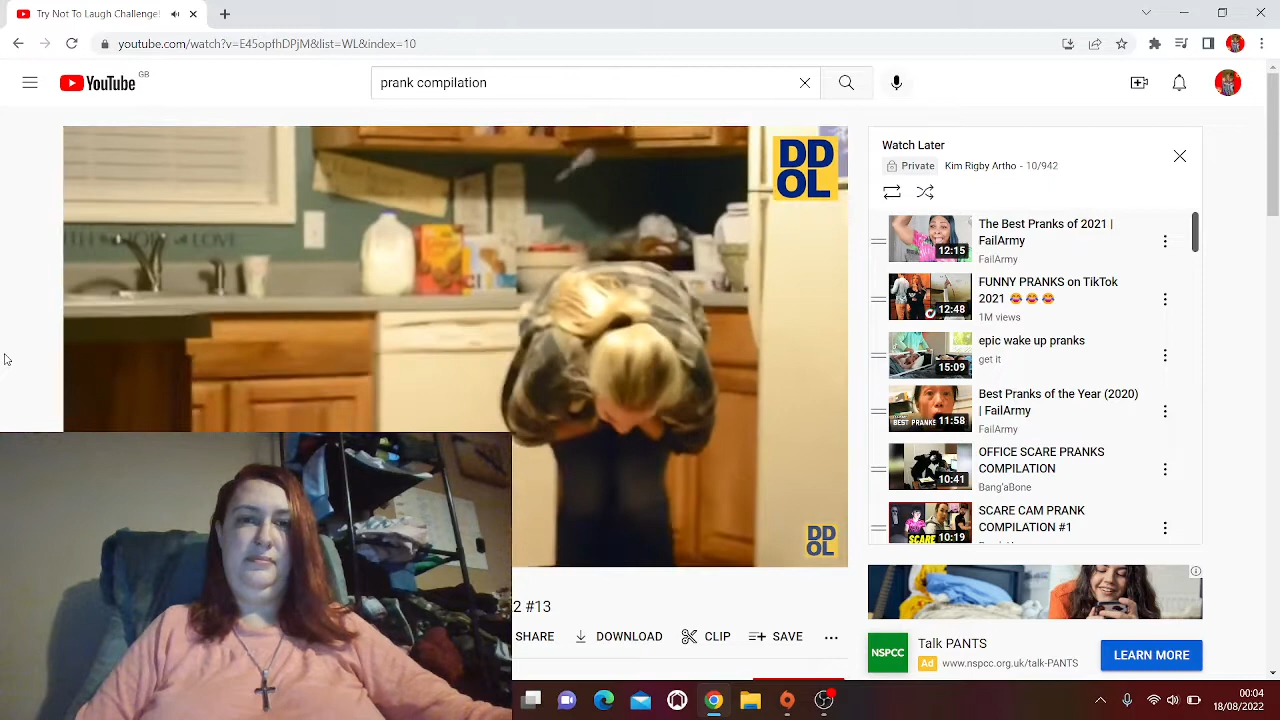 Try Not To Laugh Challenge!
youtube.com/watch?v=E45opfhDPjM&list=WL&index=10
YouTube GB
prank compilation
DD
OL
DD
OL
2 #13
SHARE
DOWNLOAD
CLIP
SAVE
Watch Later
Private
Kim Rigby Artho - 10/942
12:15
The Best Pranks of 2021 |
FailArmy
FailArmy
12:48
FUNNY PRANKS on TikTok
2021 😂 😂 😂
1M views
15:09
epic wake up pranks
get it
BEST PRANKS
11:58
Best Pranks of the Year (2020)
| FailArmy
FailArmy
10:41
OFFICE SCARE PRANKS
COMPILATION
Bang'aBone
SCARE
10:19
SCARE CAM PRANK
COMPILATION #1
NSPCC
Talk PANTS
Ad www.nspcc.org.uk/talk-PANTS
LEARN MORE
00:04
18/08/2022